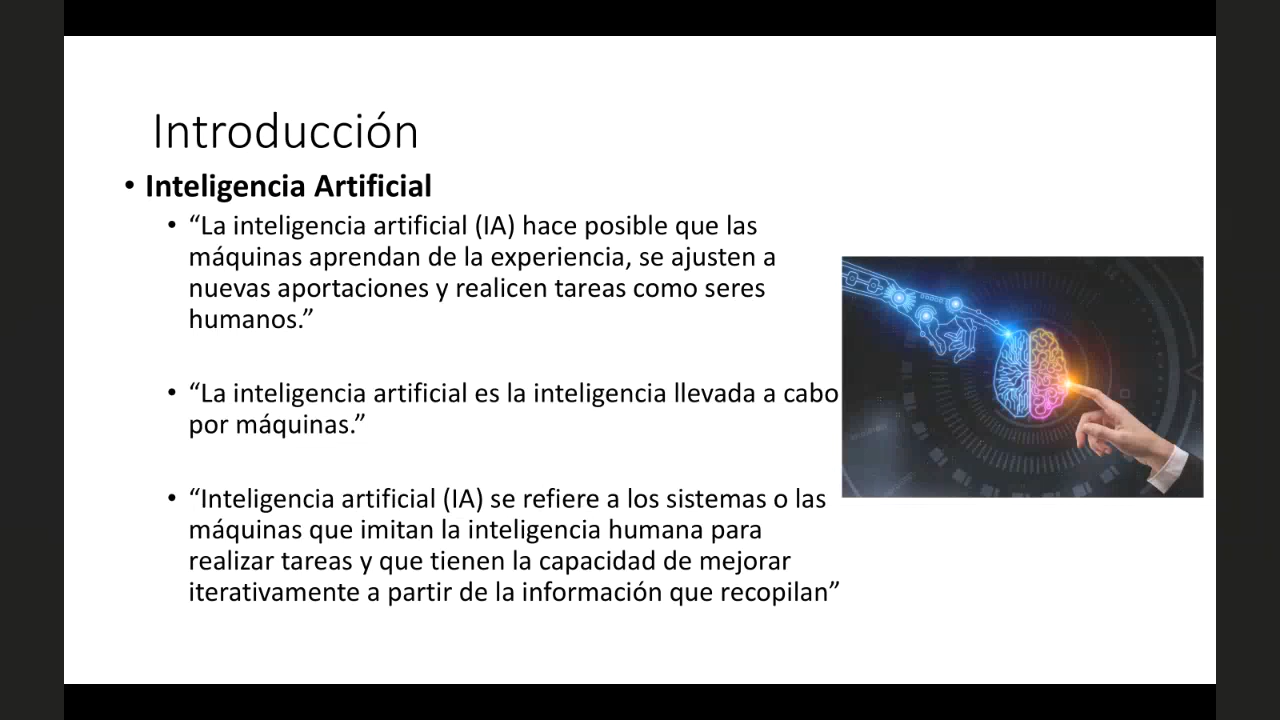 Introducción
• Inteligencia Artificial
• “La inteligencia artificial (IA) hace posible que las
máquinas aprendan de la experiencia, se ajusten a
nuevas aportaciones y realicen tareas como seres
humanos.”
• “La inteligencia artificial es la inteligencia llevada a cabo
por máquinas.”
• “Inteligencia artificial (IA) se refiere a los sistemas o las
máquinas que imitan la inteligencia humana para
realizar tareas y que tienen la capacidad de mejorar
iterativamente a partir de la información que recopilan”